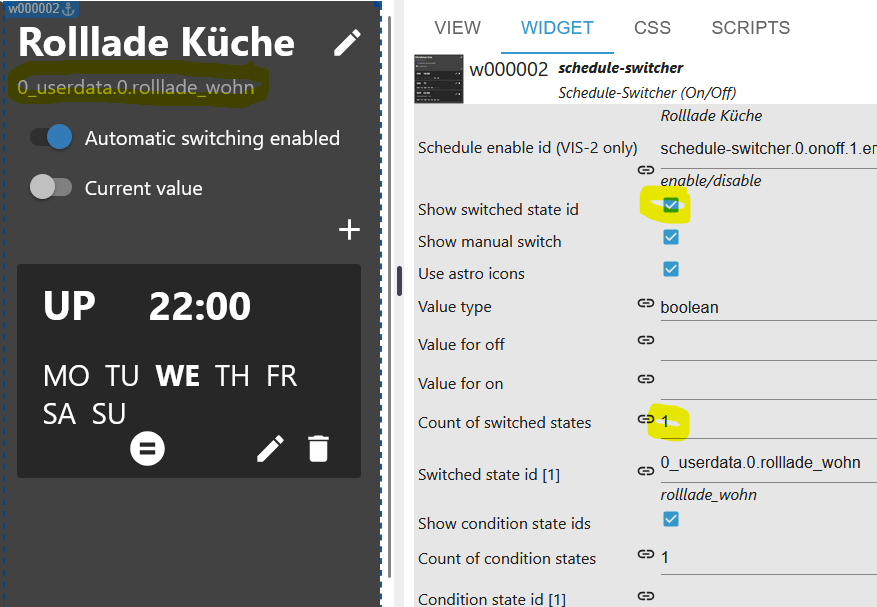 w000002
Rolllade Küche
0_userdata.0.rolllade_wohn
Automatic switching enabled
Current value
+
UP 22:00
MO TU WE TH FR
SA SU
VIEW WIDGET CSS SCRIPTS
w000002 schedule-switcher
Schedule-Switcher (On/Off)
Rolllade Küche
Schedule enable id (VIS-2 only) schedule-switcher.0.onoff.1.er
enable/disable
Show switched state id
Show manual switch
Use astro icons
Value type boolean
Value for off
Value for on
Count of switched states 1
Switched state id [1] 0_userdata.0.rolllade_wohn
rolllade_wohn
Show condition state ids
Count of condition states 1
Condition state id [1]